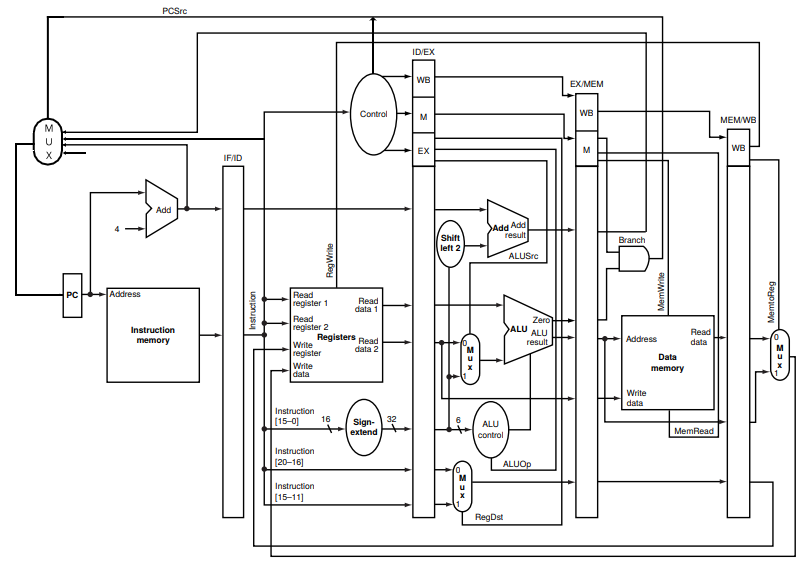 PCSrc
ID/EX
WB
EX/MEM
M
U
X
Control
M
WB
MEM/WB
EX
M
WB
IF/ID
Add
4
Shift
left 2
Add
Add
result
ALUSrc
Branch
RegWrite
MemWrite
MemtoReg
PC
Address
Instruction
memory
Instruction
Read
register 1
Read
register 2
Write
register
Write
data
Registers
Read
data 1
Read
data 2
0
M
u
x
1
ALU
Zero
ALU
result
Address
Read
data
Data
memory
Write
data
MemRead
0
M
u
x
1
Instruction
[15–0]
16
Sign-
extend
32
6
ALU
control
ALUOp
Instruction
[20–16]
Instruction
[15–11]
0
M
u
x
1
RegDst